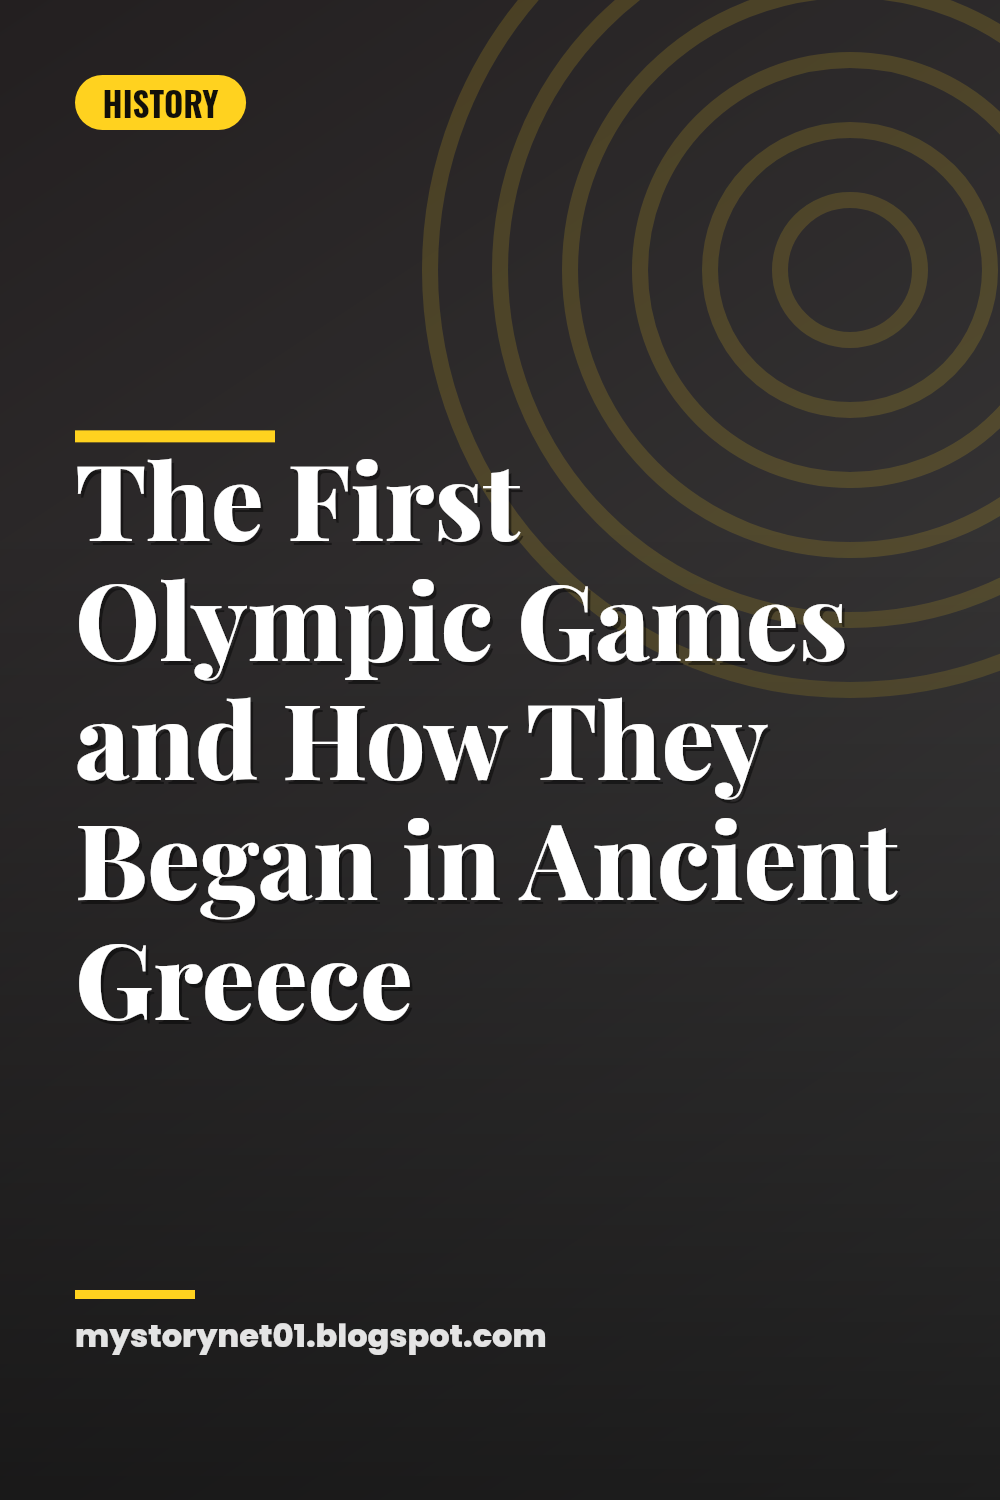 HISTORY
The First
Olympic Games
and How They
Began in Ancient
Greece
mystorynet01.blogspot.com